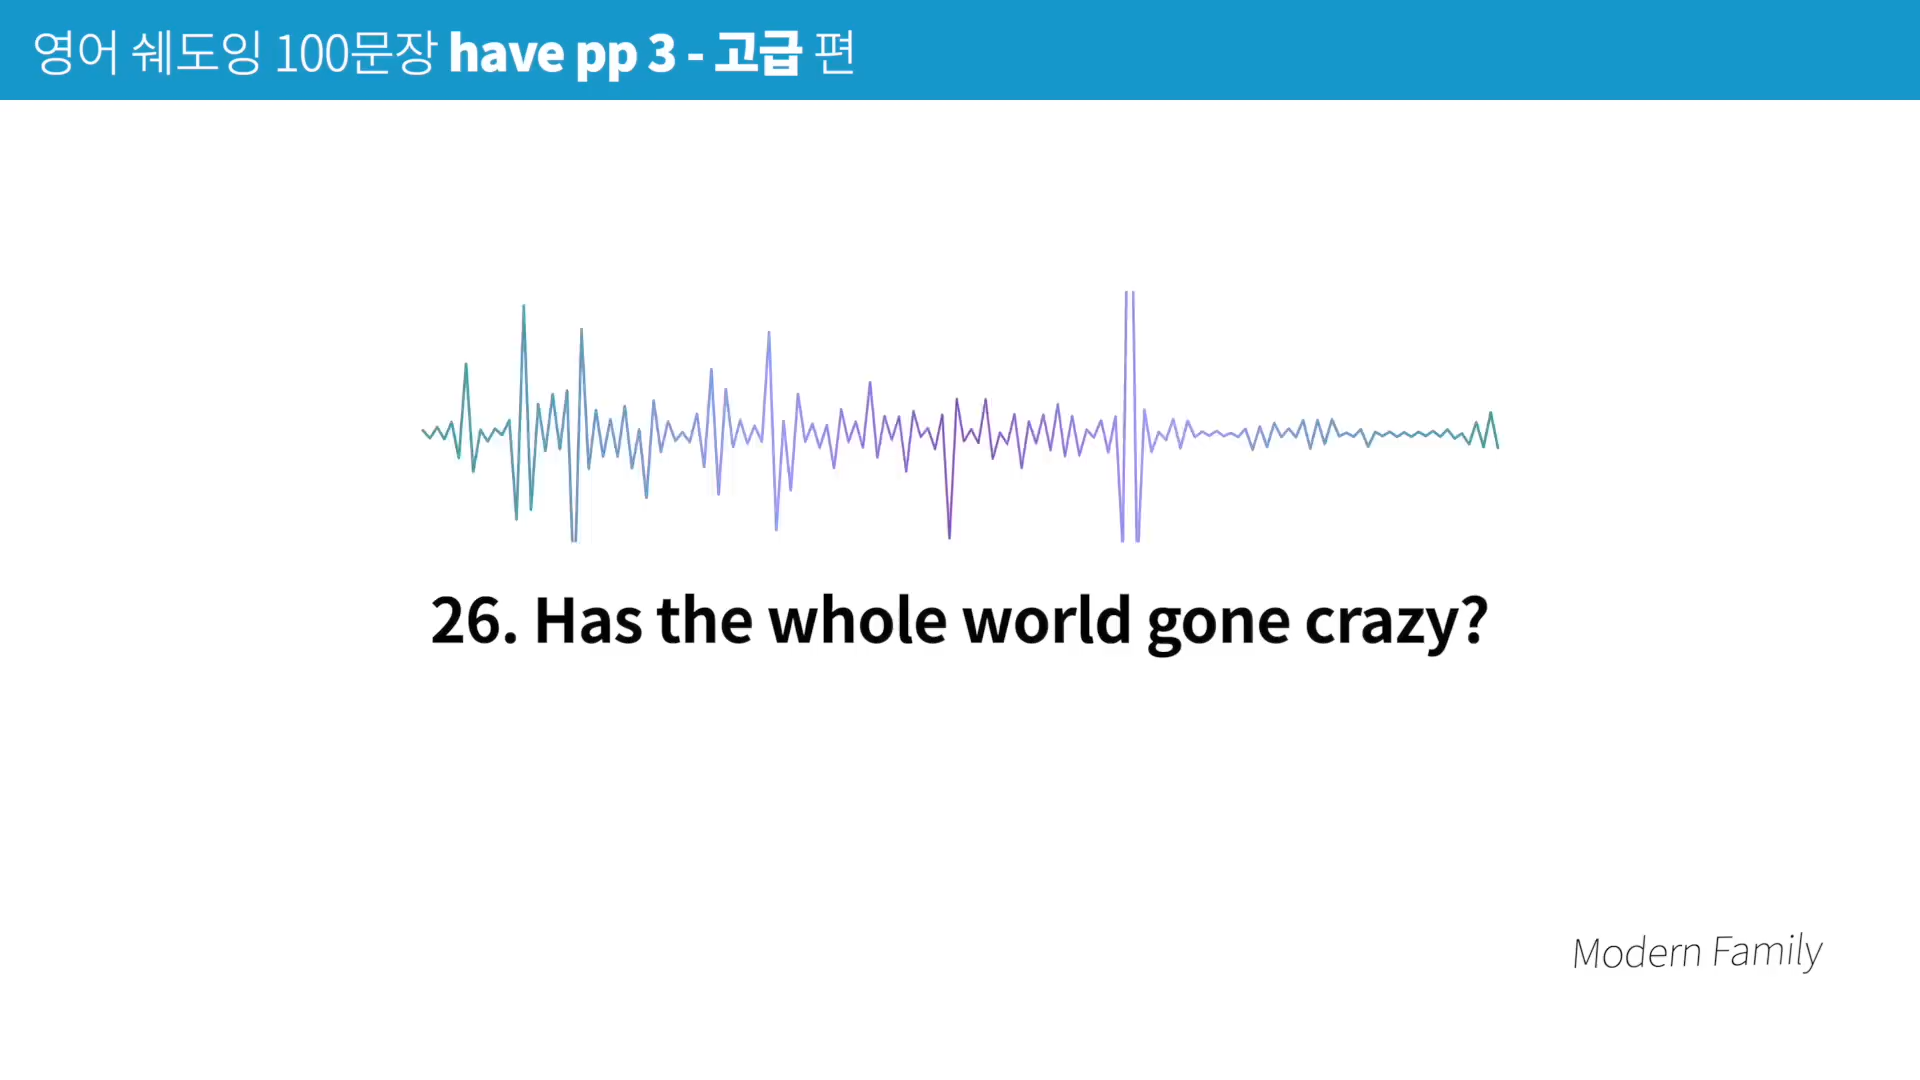 영어 쉐도잉 100문장 have pp 3 - 고급 편
26. Has the whole world gone crazy?
Modern Family